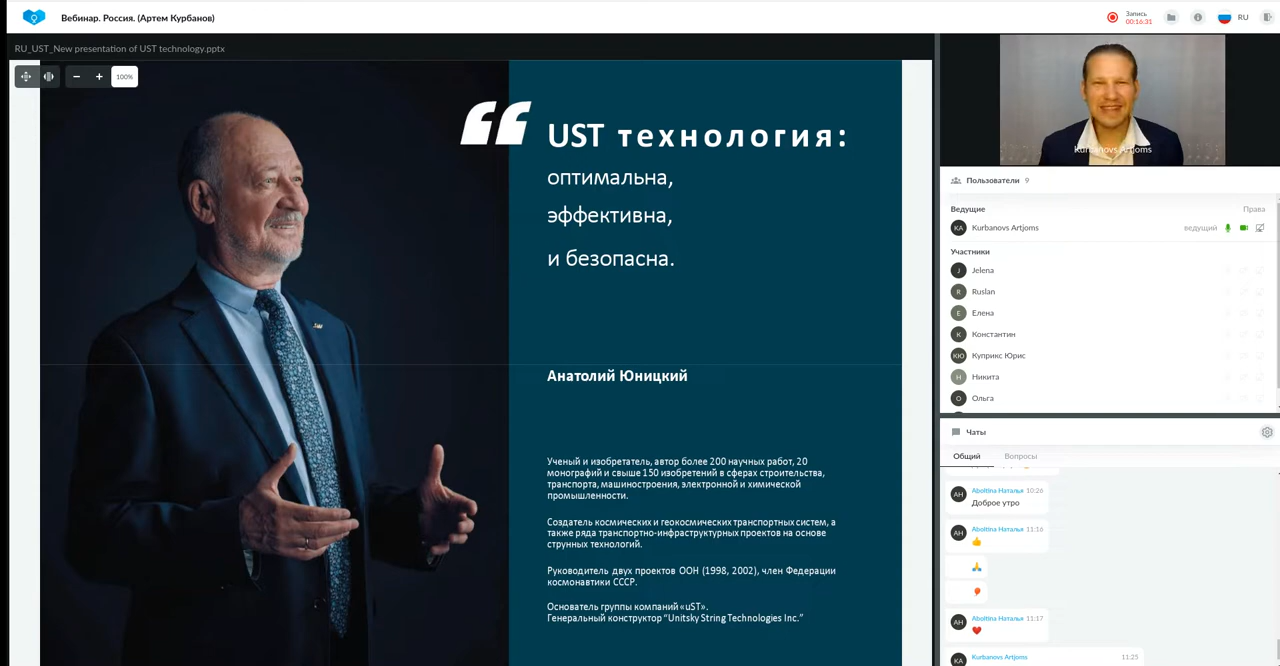 Вебинар. Россия. (Артем Курбанов)
Запись
00:16:31
RU
RU_UST_New presentation of UST technology.pptx
100%
“
UST технология:
оптимальна,
эффективна,
и безопасна.
Анатолий Юницкий
Ученый и изобретатель, автор более 200 научных работ, 20
монографий и свыше 150 изобретений в сферах строительства,
транспорта, машиностроения, электронной и химической
промышленности.
Создатель космических и геокосмических транспортных систем, а
также ряда транспортно-инфраструктурных проектов на основе
струнных технологий.
Руководитель двух проектов ООН (1998, 2002), член Федерации
космонавтики СССР.
Основатель группы компаний «uST».
Генеральный конструктор “Unitsky String Technologies Inc.”
Kurbanovs Artjoms
Пользователи 9
Ведущие Права
KA Kurbanovs Artjoms ведущий
Участники
J Jelena
R Ruslan
Е Елена
К Константин
КЮ Куприкс Юрис
Н Никита
О Ольга
Чаты
Общий Вопросы
AH Aboltina Наталья 10:26
Доброе утро
AH Aboltina Наталья 11:16
AH Aboltina Наталья 11:17
KA Kurbanovs Artjoms 11:25